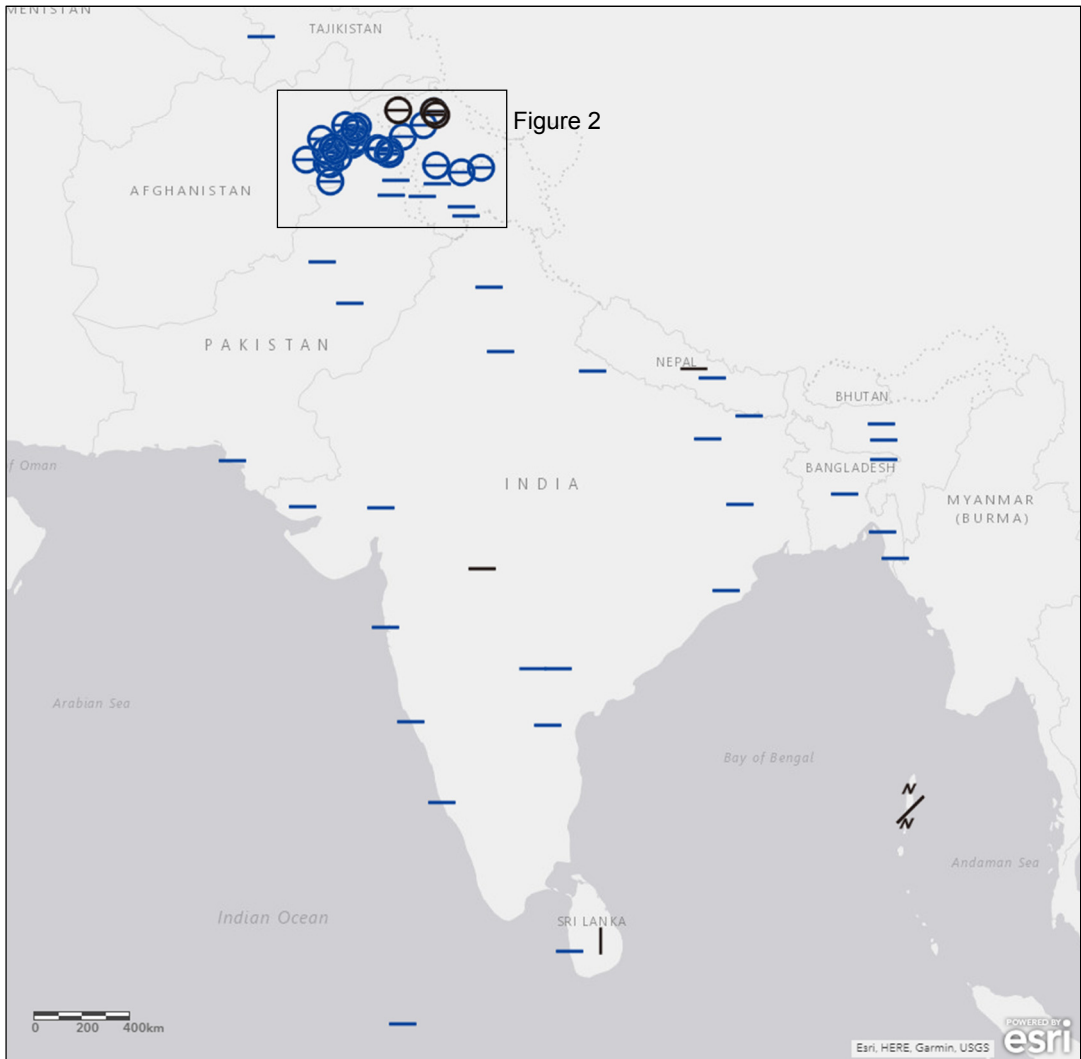 MENISTAN
TAJIKISTAN
Figure 2
AFGHANISTAN
PAKISTAN
NEPAL
BHUTAN
f Oman
BANGLADESH
INDIA
MYANMAR
(BURMA)
Arabian Sea
Bay of Bengal
N
N
Andaman Sea
Indian Ocean
SRI LANKA
0 200 400km
POWERED BY
esri
Esri, HERE, Garmin, USGS